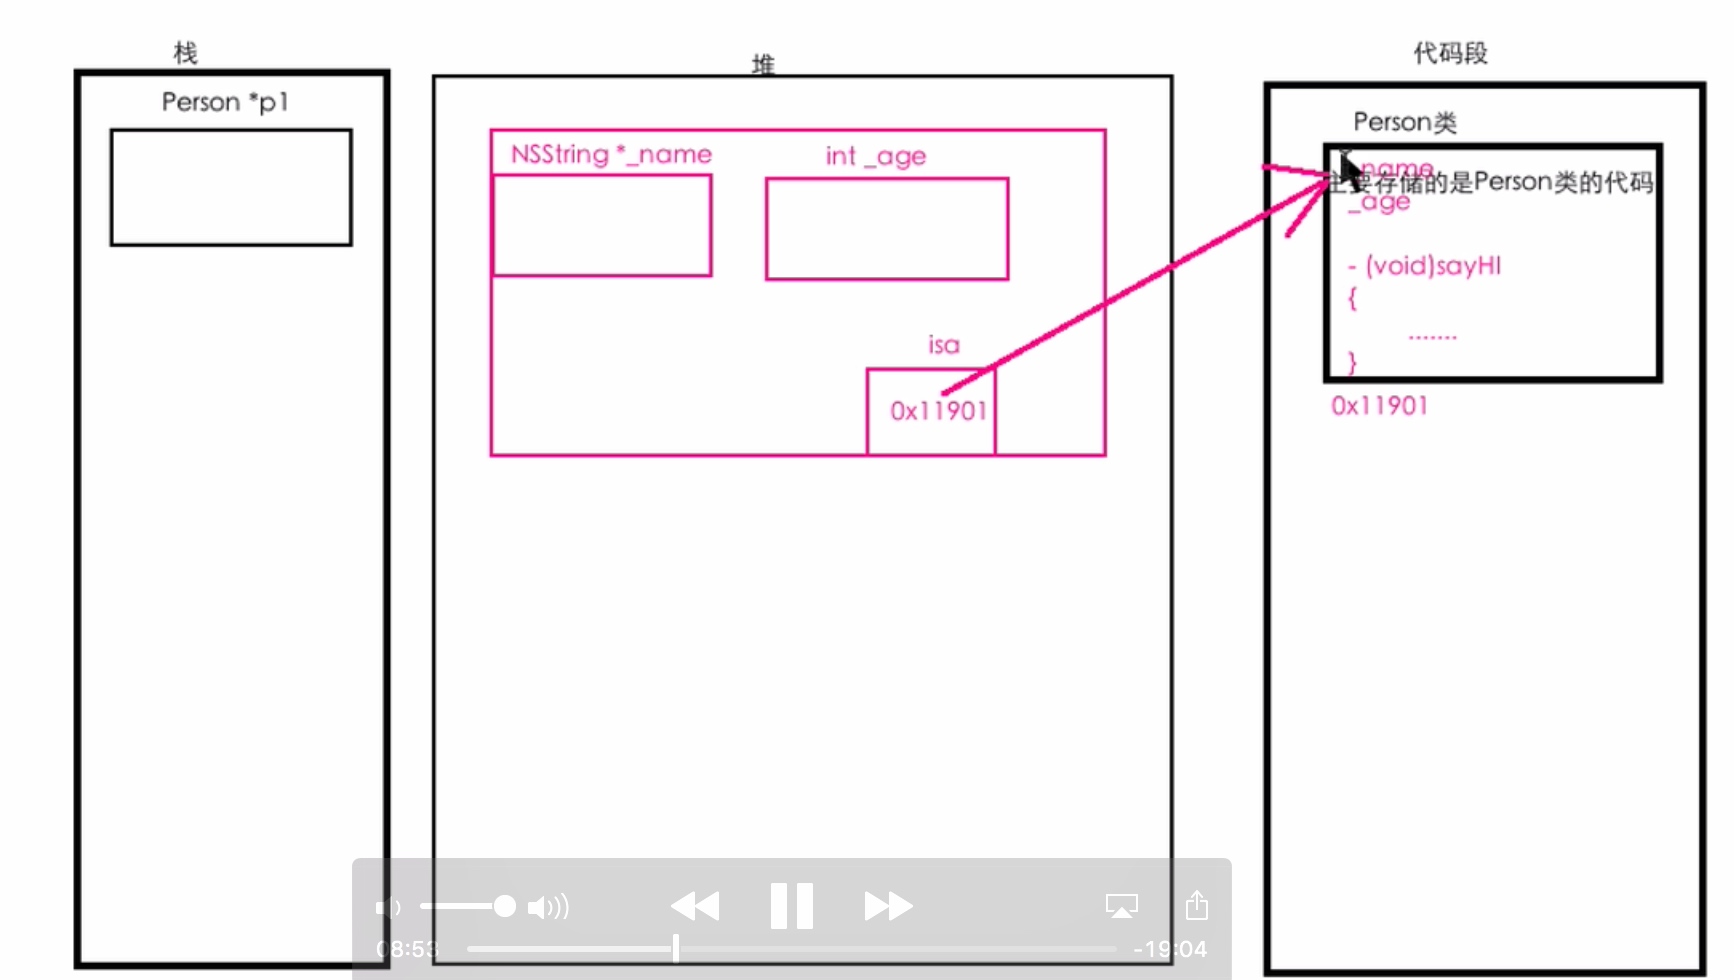 栈
Person *p1
堆
NSString *_name
int _age
isa
0x11901
代码段
Person类
_name
主要存储的是Person类的代码
_age
- (void)sayHI
{
.......
}
0x11901
08:53
-19:04